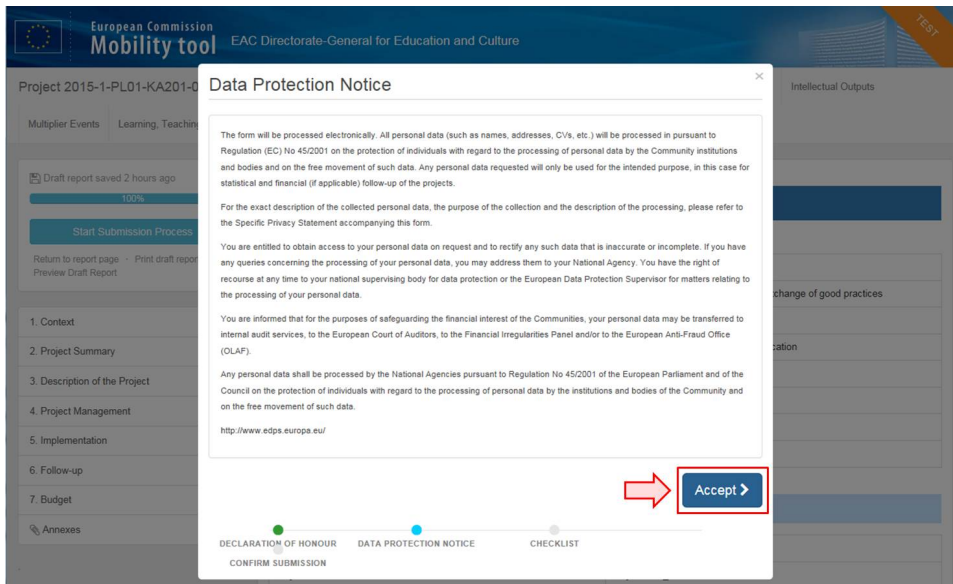 European Commission
Mobility tool
EAC Directorate-General for Education and Culture
TEST
Project 2015-1-PL01-KA201-0
Intellectual Outputs
Multiplier Events
Learning, Teaching
Draft report saved 2 hours ago
100%
Start Submission Process
Return to report page - Print draft repor
Preview Draft Report
1. Context
2. Project Summary
3. Description of the Project
4. Project Management
5. Implementation
6. Follow-up
7. Budget
Annexes
Data Protection Notice
×
The form will be processed electronically. All personal data (such as names, addresses, CVs, etc.) will be processed in pursuant to
Regulation (EC) No 45/2001 on the protection of individuals with regard to the processing of personal data by the Community institutions
and bodies and on the free movement of such data. Any personal data requested will only be used for the intended purpose, in this case for
statistical and financial (if applicable) follow-up of the projects.
For the exact description of the collected personal data, the purpose of the collection and the description of the processing, please refer to
the Specific Privacy Statement accompanying this form.
You are entitled to obtain access to your personal data on request and to rectify any such data that is inaccurate or incomplete. If you have
any queries concerning the processing of your personal data, you may address them to your National Agency. You have the right of
recourse at any time to your national supervising body for data protection or the European Data Protection Supervisor for matters relating to
the processing of your personal data.
You are informed that for the purposes of safeguarding the financial interest of the Communities, your personal data may be transferred to
internal audit services, to the European Court of Auditors, to the Financial Irregularities Panel and/or to the European Anti-Fraud Office
(OLAF).
Any personal data shall be processed by the National Agencies pursuant to Regulation No 45/2001 of the European Parliament and of the
Council on the protection of individuals with regard to the processing of personal data by the institutions and bodies of the Community and
on the free movement of such data.
http://www.edps.europa.eu/
Accept
DECLARATION OF HONOUR
DATA PROTECTION NOTICE
CHECKLIST
CONFIRM SUBMISSION
change of good practices
cation